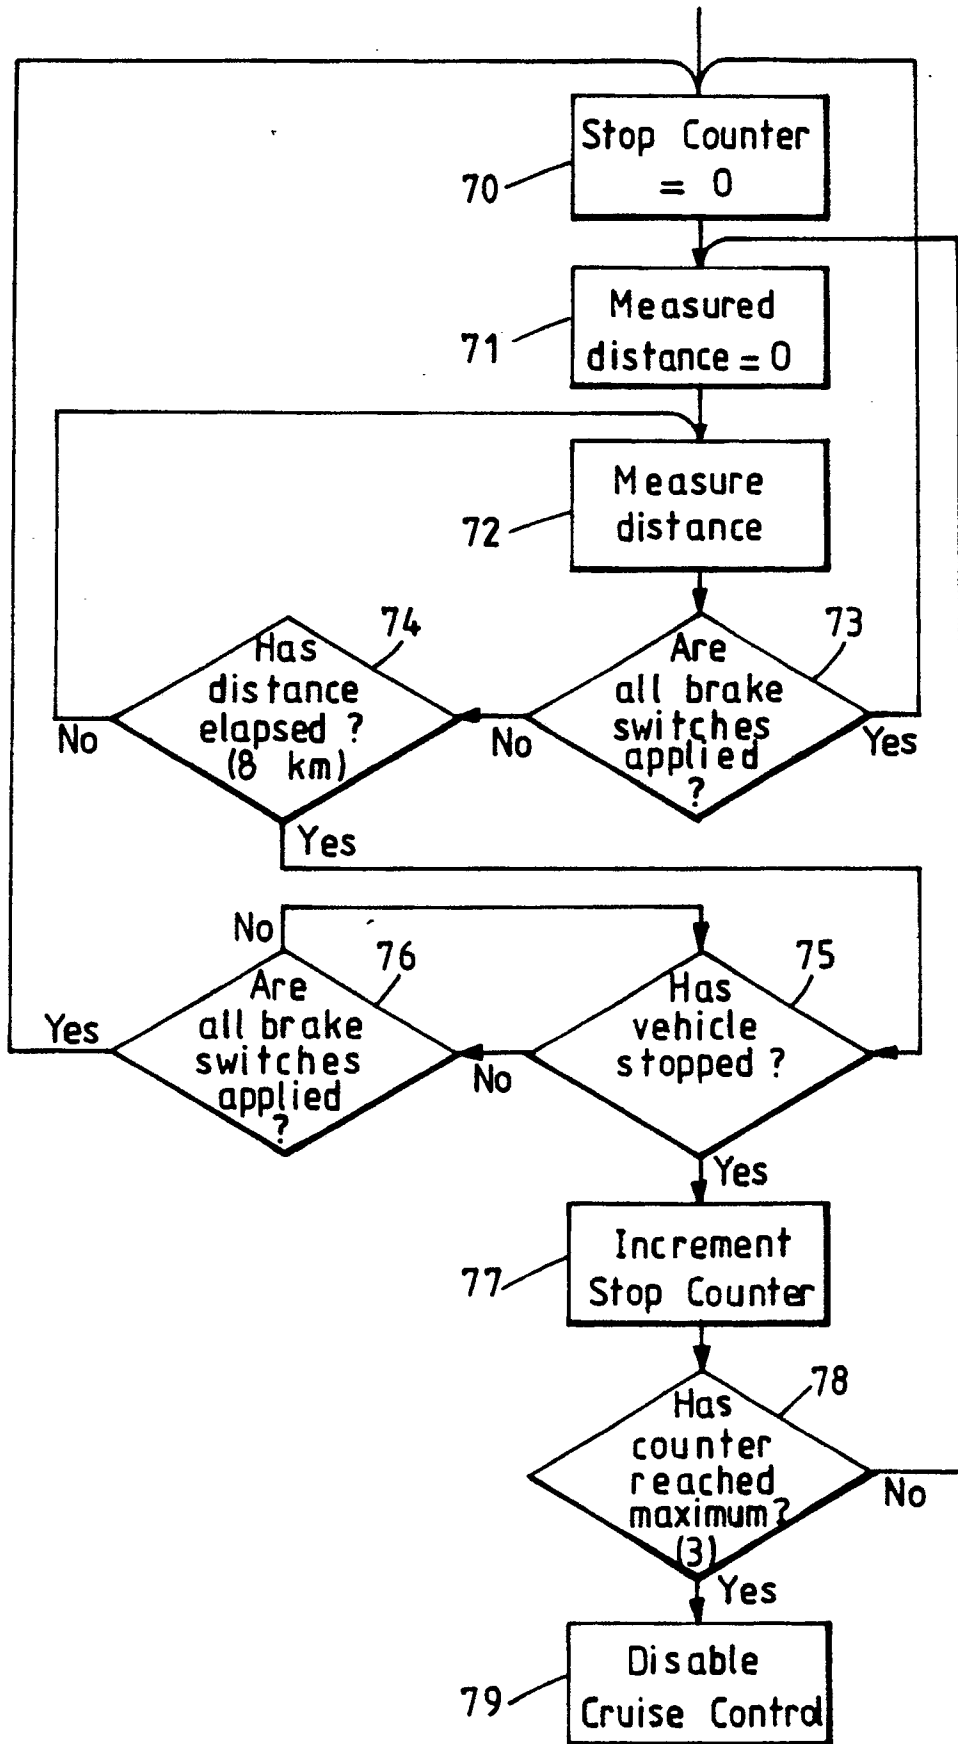 Stop Counter
= 0
70
Measured
distance = 0
71
Measure
distance
72
74
Has
distance
elapsed ?
(8 km)
No
Yes
73
Are
all brake
switches
applied
?
No
Yes
No
76
Are
all brake
switches
applied
?
Yes
75
Has
vehicle
stopped ?
No
Yes
Increment
Stop Counter
77
78
Has
counter
reached
maximum?
(3)
No
Yes
Disable
Cruise Control
79